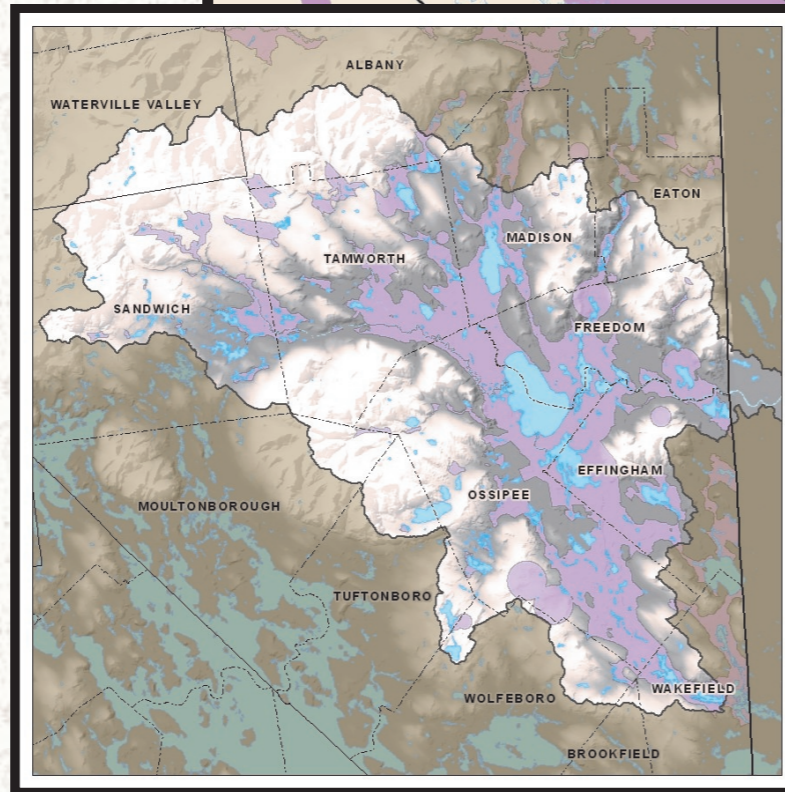 ALBANY
WATERVILLE VALLEY
EATON
MADISON
TAMWORTH
SANDWICH
FREEDOM
EFFINGHAM
OSSIPEE
MOULTONBOROUGH
TUFTONBORO
WAKEFIELD
WOLFEBORO
BROOKFIELD